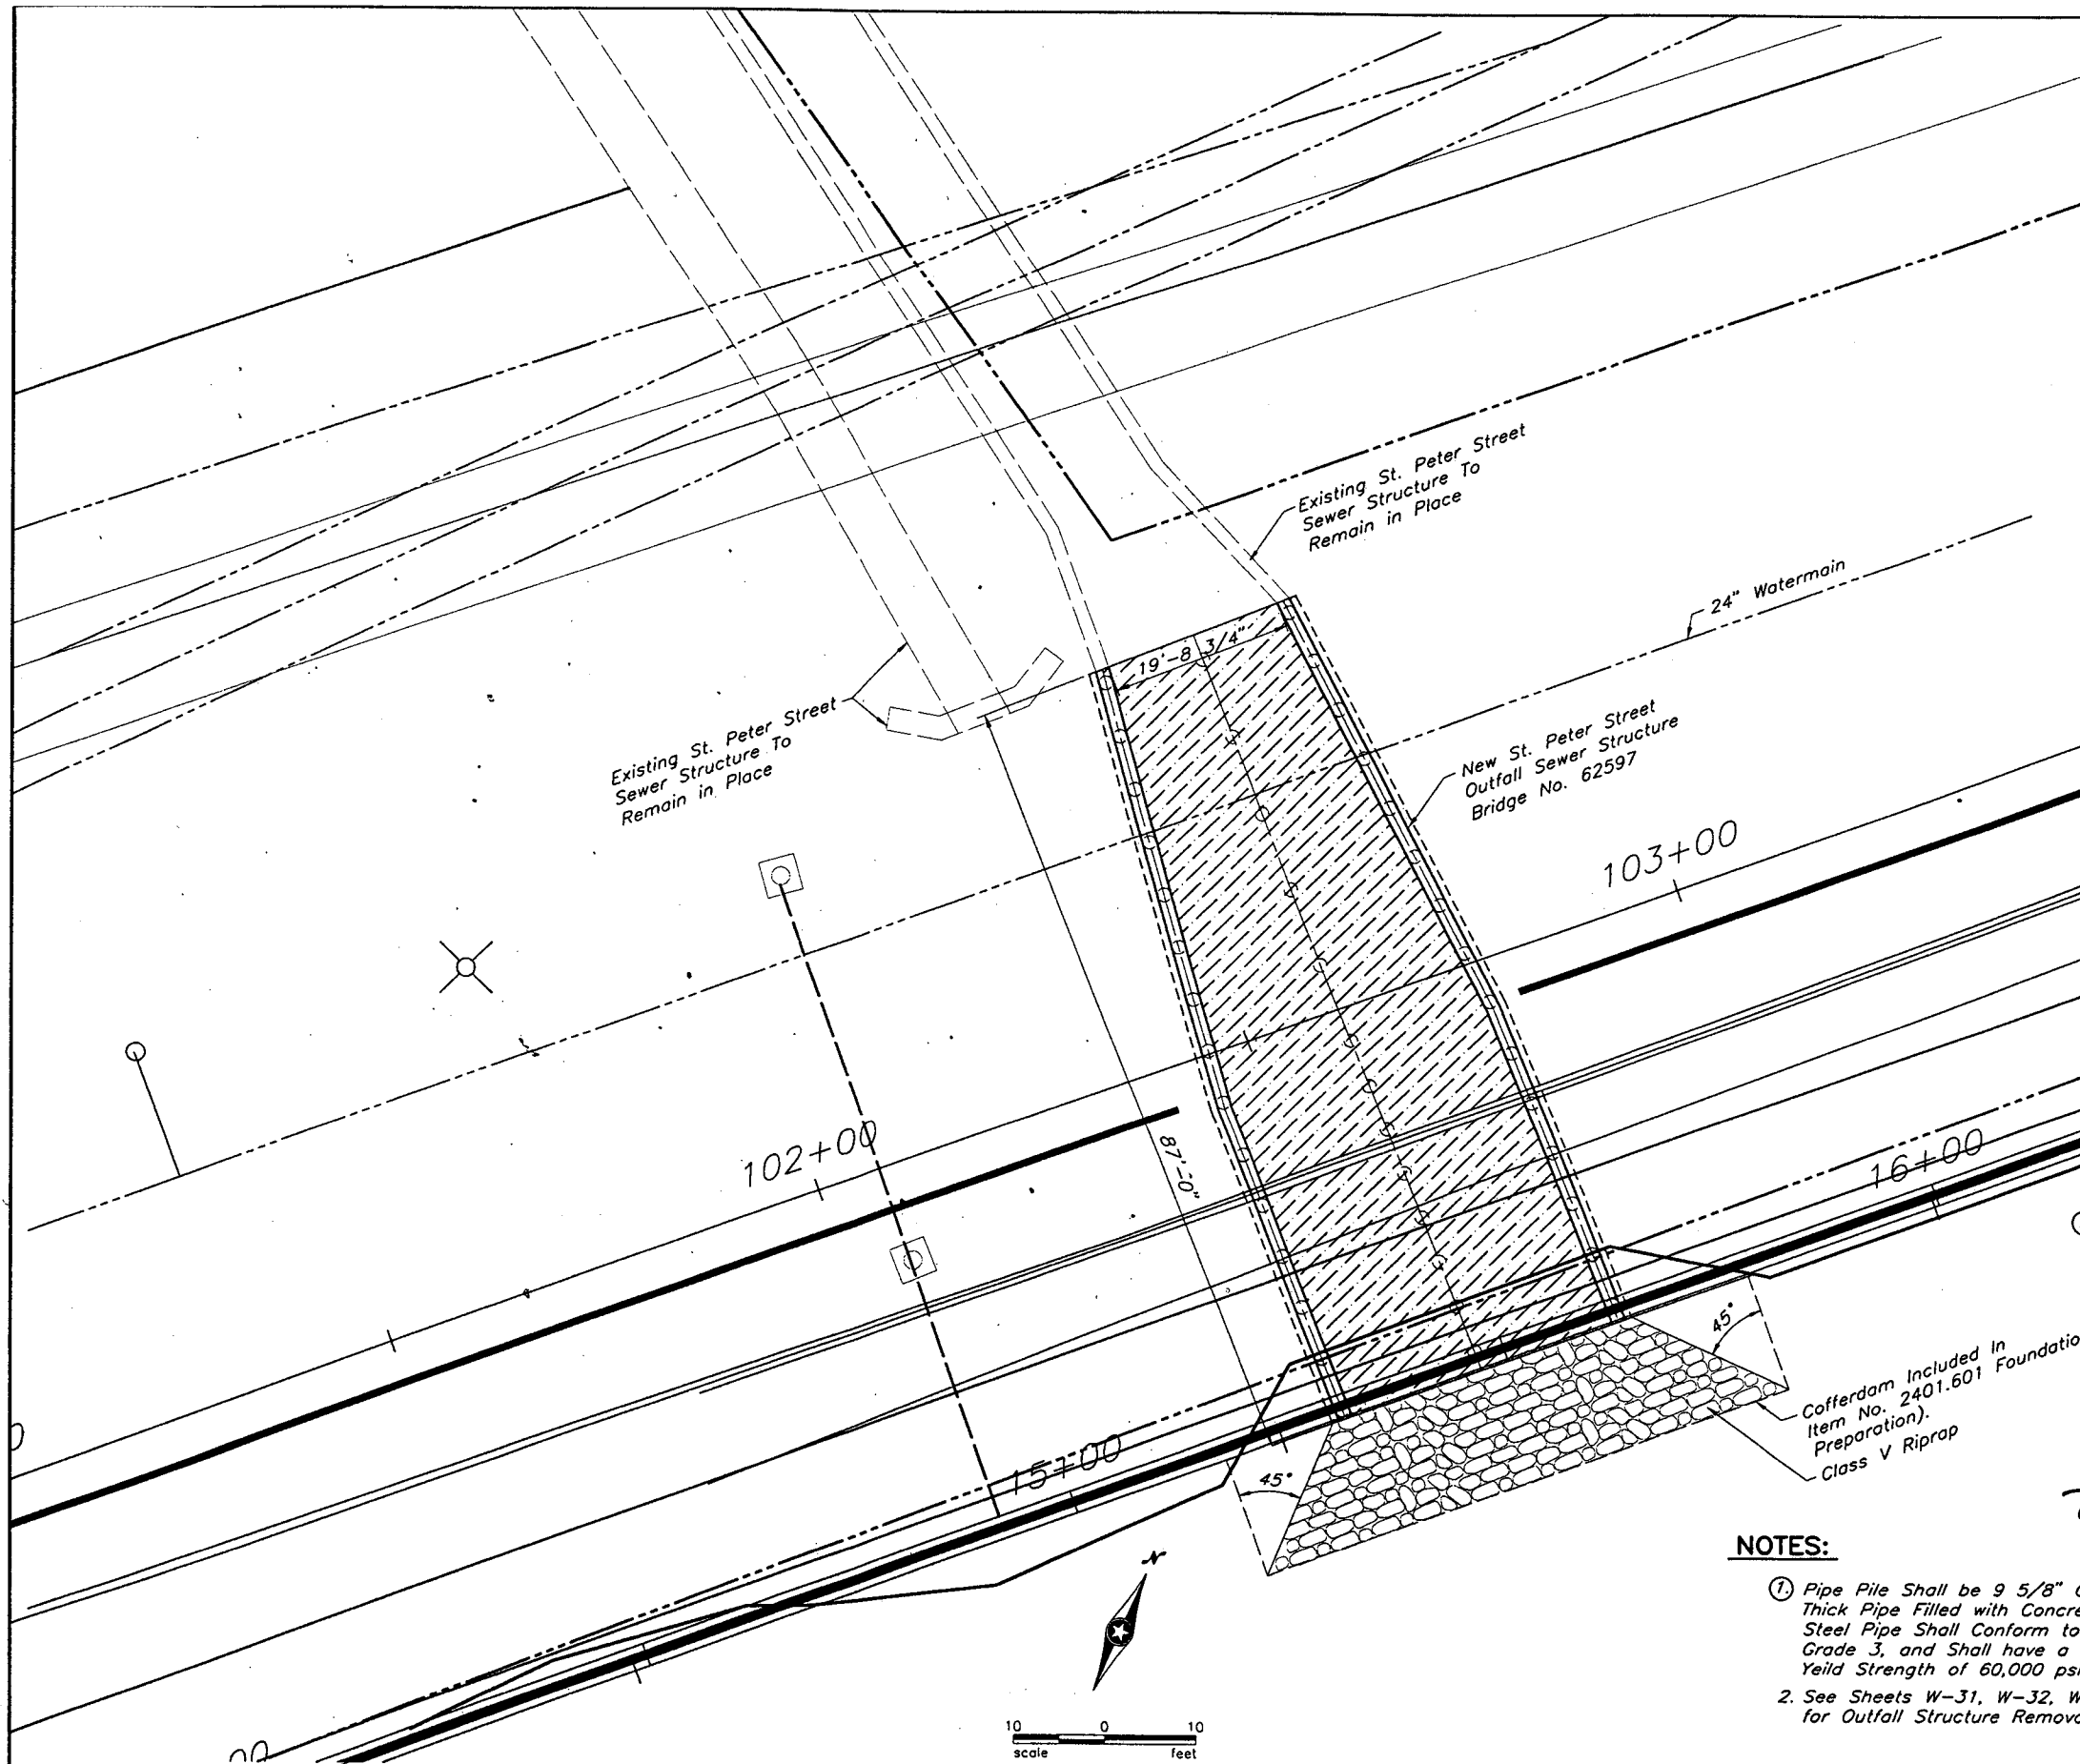 Existing St. Peter Street
Sewer Structure To
Remain in Place
24" Watermain
19'-8 3/4"
Existing St. Peter Street
Sewer Structure To
Remain in Place
New St. Peter Street
Outfall Sewer Structure
Bridge No. 62597
103+00
102+00
87'-0"
16+00
45°
Cofferdam Included In
Item No. 2401.601 Foundatio
Preparation).
Class V Riprap
15+00
45°
N
NOTES:
1. Pipe Pile Shall be 9 5/8"
Thick Pipe Filled with Concre
Steel Pipe Shall Conform to
Grade 3, and Shall have a
Yeild Strength of 60,000 psi
2. See Sheets W-31, W-32, W
for Outfall Structure Remova
10 0 10
scale feet
00